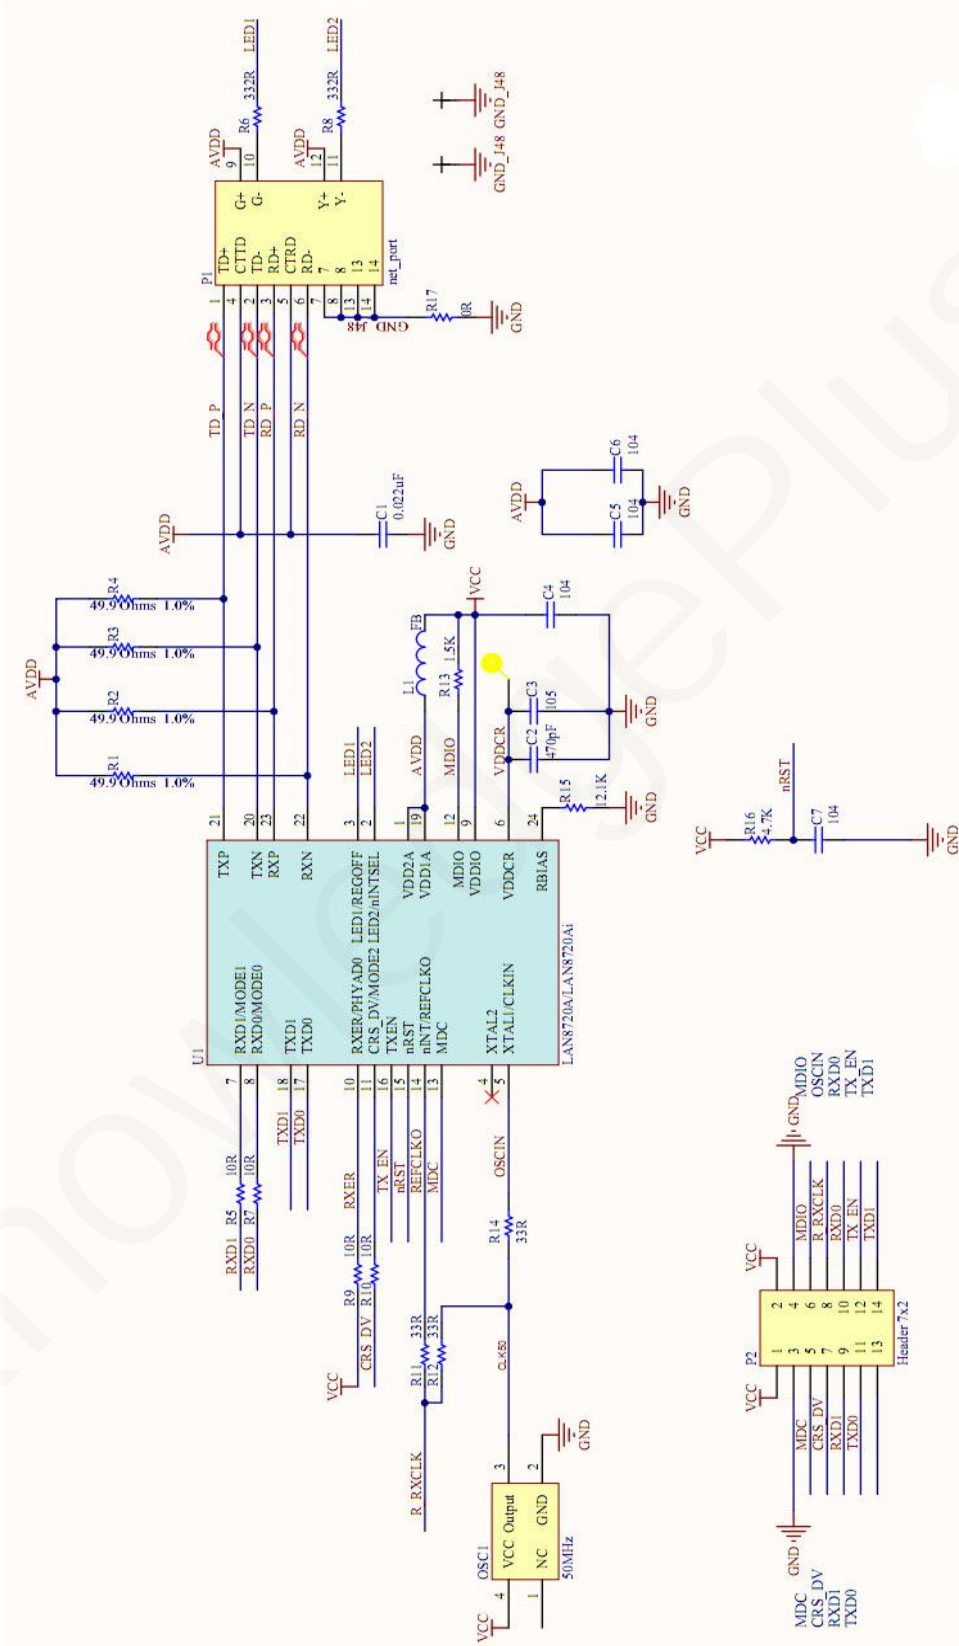 LED1
332R
R6
LED2
332R
R8
GND_J48
GND_J48
AVDD
9
10
AVDD
12
11
G+
G-
Y+
Y-
P1
TD+
CTTD
TD-
RD+
CTRD
RD-
7
8
13
14
net_port
1
4
2
3
5
6
7
8
13
14
GND_J48
R17
0R
GND
TD_P
TD_N
RD_P
RD_N
AVDD
C1
0.022uF
GND
AVDD
C5
104
C6
104
GND
AVDD
R4
49.9 Ohms 1.0%
R3
49.9 Ohms 1.0%
R2
49.9 Ohms 1.0%
R1
49.9 Ohms 1.0%
L1
FB
R13
1.5K
VCC
C4
104
C3
105
C2
470pF
GND
LED1
LED2
AVDD
MDIO
VDDCR
R15
12.1K
GND
21
20
23
22
3
2
1
19
12
9
6
24
U1
TXP
TXN
RXP
RXN
RXD1/MODE1
RXD0/MODE0
TXD1
TXD0
RXER/PHYAD0 LED1/REGOFF
CRS_DV/MODE2 LED2/nINTSEL
TXEN
nRST
nINT/REFCLKO
MDC
VDD2A
VDD1A
MDIO
VDDIO
VDDCR
RBIAS
XTAL2
XTAL1/CLKIN
LAN8720A/LAN8720Ai
7
8
18
17
10
11
16
15
14
13
4
5
RXD1
R5
10R
RXD0
R7
10R
TXD1
TXD0
RXER
R9
10R
VCC
CRS_DV
R10
10R
TX_EN
nRST
REFCLKO
MDC
R11
33R
R12
33R
R_RXCLK
OSCIN
R14
33R
CLK50
OSC1
VCC Output
NC GND
50MHz
4
1
3
2
VCC
GND
VCC
R16
4.7K
nRST
C7
104
GND
P2
Header 7x2
VCC
VCC
1
2
3
4
5
6
7
8
9
10
11
12
13
14
GND
MDC
CRS_DV
RXD1
TXD0
GND
MDIO
R_RXCLK
RXD0
TX_EN
TXD1
MDC
CRS_DV
RXD1
TXD0
MDIO
OSCIN
RXD0
TX_EN
TXD1
KnowledgePlus